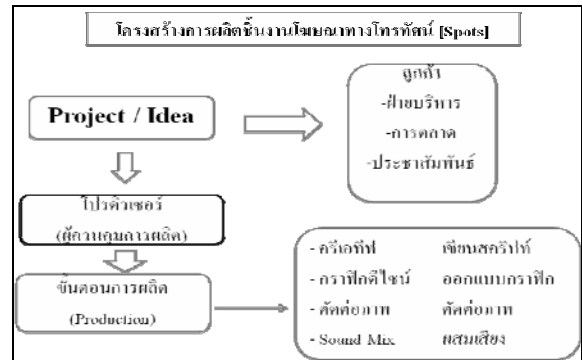 โครงสร้างการผลิตชิ้นงานโฆษณาทางโทรทัศน์ [Spots]
Project / Idea
ลูกค้า
-ฝ่ายบริหาร
-การตลาด
-ประชาสัมพันธ์
โปรดิวเซอร์
(ผู้ควบคุมการผลิต)
ขั้นตอนการผลิต
(Production)
- ครีเอทีฟ เขียนสคริปท์
- กราฟิกดีไซน์ ออกแบบกราฟิก
- ตัดต่อภาพ ตัดต่อภาพ
- Sound Mix ผสมเสียง